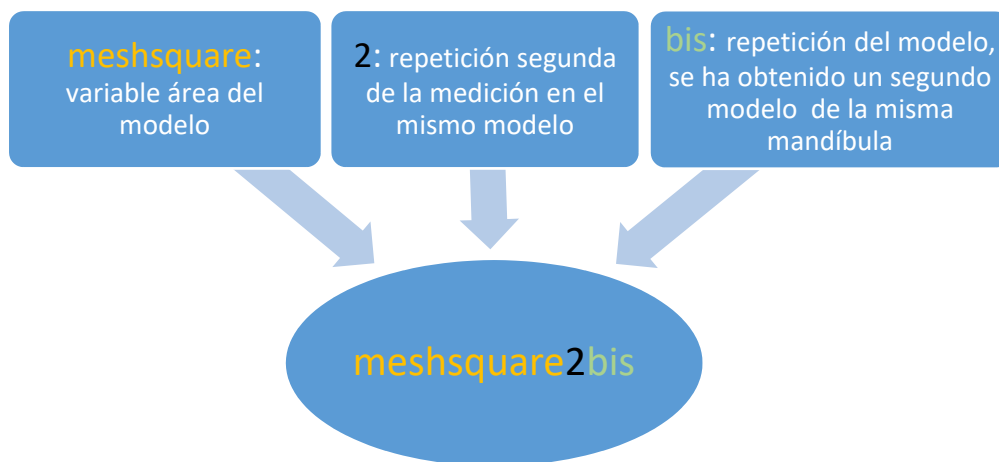 meshsquare:
variable área del
modelo
2: repetición segunda
de la medición en el
mismo modelo
bis: repetición del modelo,
se ha obtenido un segundo
modelo de la misma
mandíbula
meshsquare2bis